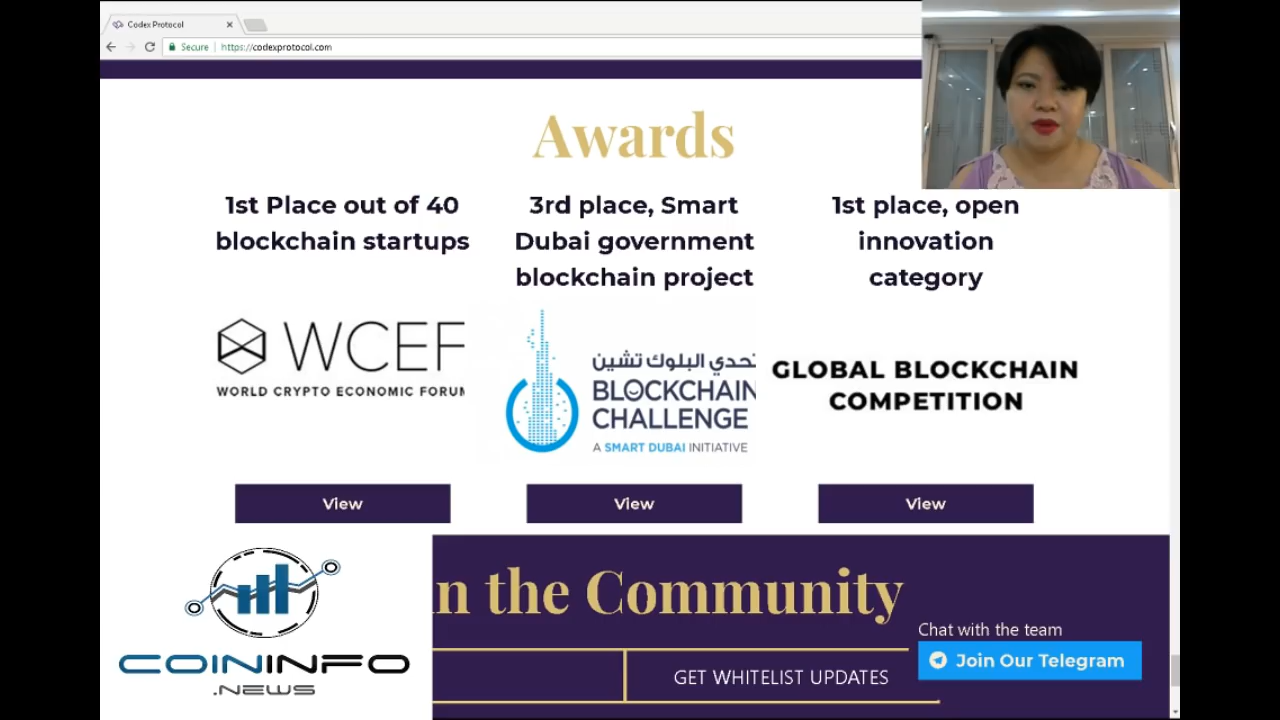 Codex Protocol
Secure
https://codexprotocol.com
Awards
1st Place out of 40
blockchain startups
3rd place, Smart
Dubai government
blockchain project
1st place, open
innovation
category
WCEF
WORLD CRYPTO ECONOMIC FORUM
تحدي البلوك تشين
BLOCKCHAIN
CHALLENGE
A SMART DUBAI INITIATIVE
GLOBAL BLOCKCHAIN
COMPETITION
View
View
View
in the Community
Chat with the team
Join Our Telegram
GET WHITELIST UPDATES
COININFO
.NEWS